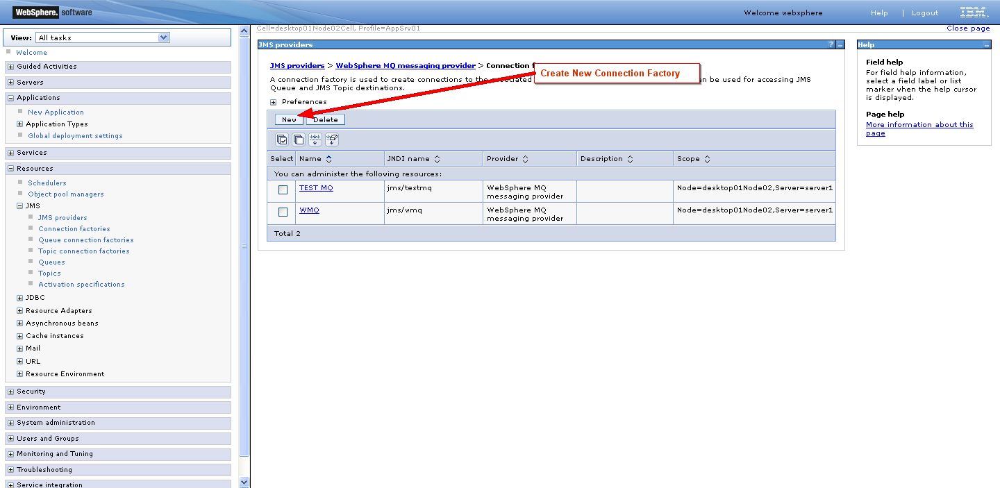 WebSphere. software
Welcome websphere
Help | Logout
IBM.
View: All tasks
Welcome
Guided Activities
Servers
Applications
New Application
Application Types
Global deployment settings
Services
Resources
Schedulers
Object pool managers
JMS
JMS providers
Connection factories
Queue connection factories
Topic connection factories
Queues
Topics
Activation specifications
JDBC
Resource Adapters
Asynchronous beans
Cache instances
Mail
URL
Resource Environment
Security
Environment
System administration
Users and Groups
Monitoring and Tuning
Troubleshooting
Service integration
Cell=desktop01Node02Cell, Profile=AppSrv01
Close page
JMS providers
?
JMS providers > WebSphere MQ messaging provider > Connection
Create New Connection Factory
A connection factory is used to create connections to the associated be used for accessing JMS
Queue and JMS Topic destinations.
Preferences
New Delete
Select Name JNDI name Provider Description Scope
You can administer the following resources:
TEST MQ jms/testmq WebSphere MQ Node=desktop01Node02,Server=server1
messaging provider
WMQ jms/wmq WebSphere MQ Node=desktop01Node02,Server=server1
messaging provider
Total 2
Help
Field help
For field help information,
select a field label or list
marker when the help cursor
is displayed.
Page help
More information about this
page